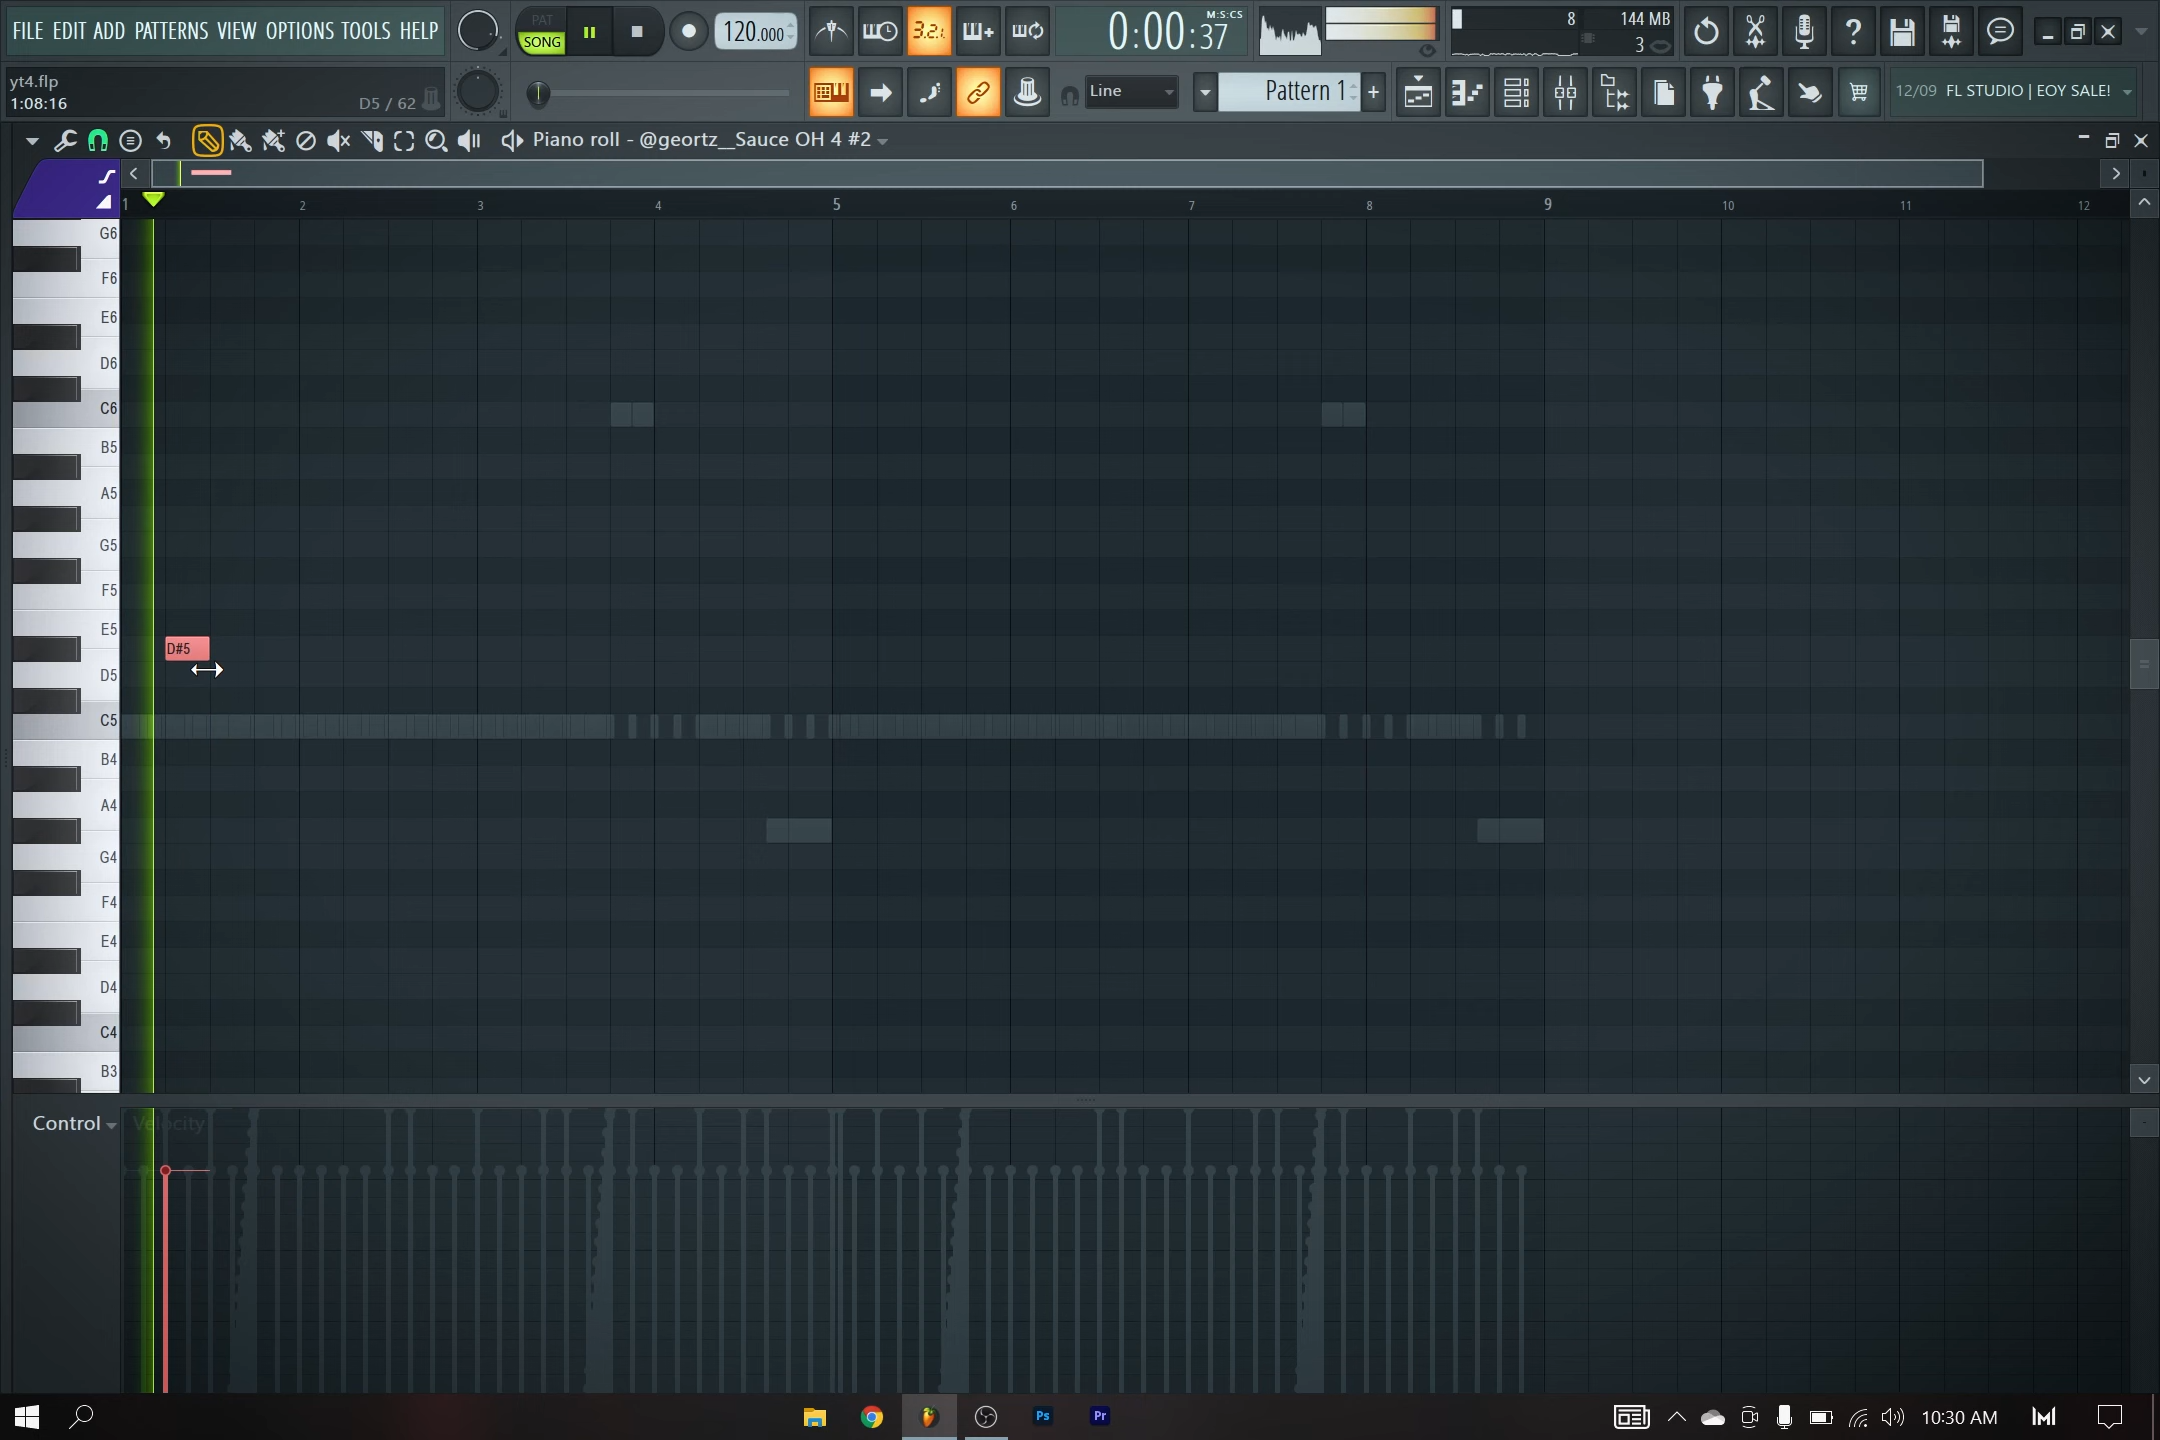 FILE EDIT ADD PATTERNS VIEW OPTIONS TOOLS HELP
PAT
SONG
120.000
3.2.1
0:00:37
M:S:CS
8
144 MB
3
yt4.flp
1:08:16
D5 / 62
Line
Pattern 1
+
12/09 FL STUDIO | EOY SALE!
Piano roll - @geortz__Sauce OH 4 #2
1 2 3 4 5 6 7 8 9 10 11 12
G6
F6
E6
D6
C6
B5
A5
G5
F5
E5
D#5
D5
C5
B4
A4
G4
F4
E4
D4
C4
B3
Control
Velocity
Ps
Pr
10:30 AM